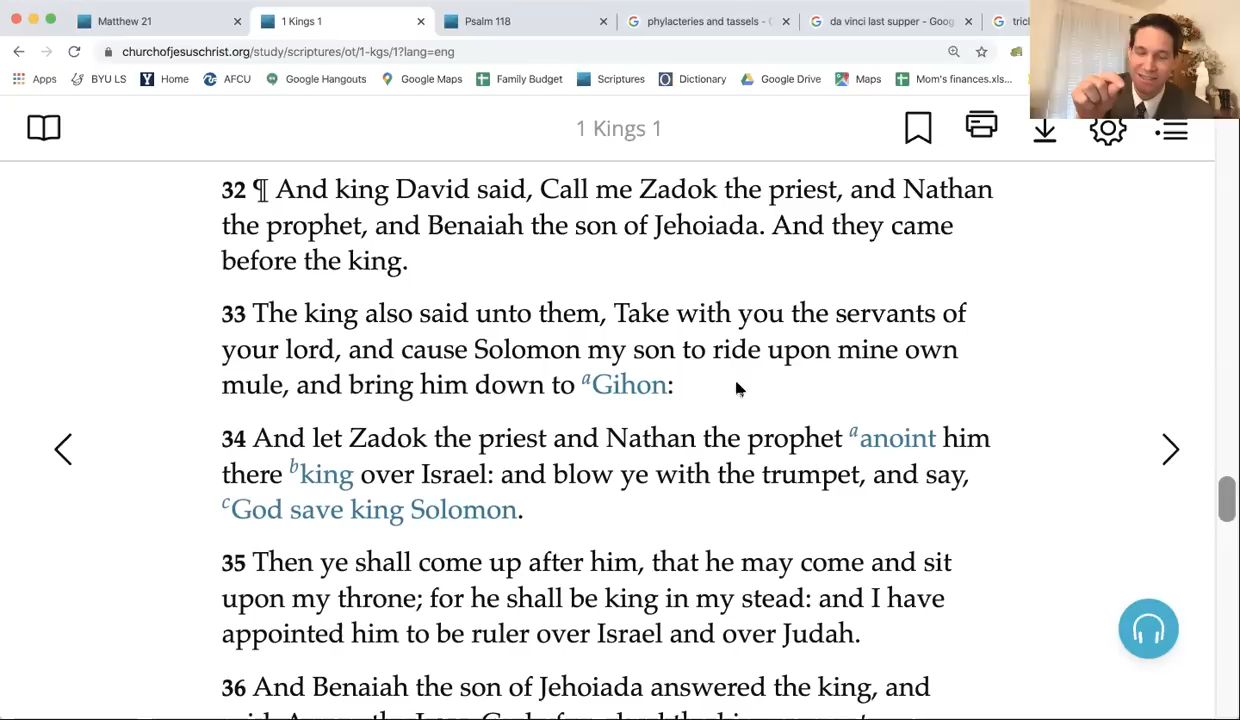 Matthew 21
1 Kings 1
Psalm 118
phylacteries and tassels -
da vinci last supper - Goog
churchofjesuschrist.org/study/scriptures/ot/1-kgs/1?lang=eng
Apps BYU LS Home AFCU Google Hangouts Google Maps Family Budget Scriptures Dictionary Google Drive Maps Mom's finances.xls...
1 Kings 1
32 ¶ And king David said, Call me Zadok the priest, and Nathan
the prophet, and Benaiah the son of Jehoiada. And they came
before the king.
33 The king also said unto them, Take with you the servants of
your lord, and cause Solomon my son to ride upon mine own
mule, and bring him down to aGihon:
34 And let Zadok the priest and Nathan the prophet aanoint him
there bking over Israel: and blow ye with the trumpet, and say,
cGod save king Solomon.
35 Then ye shall come up after him, that he may come and sit
upon my throne; for he shall be king in my stead: and I have
appointed him to be ruler over Israel and over Judah.
36 And Benaiah the son of Jehoiada answered the king, and